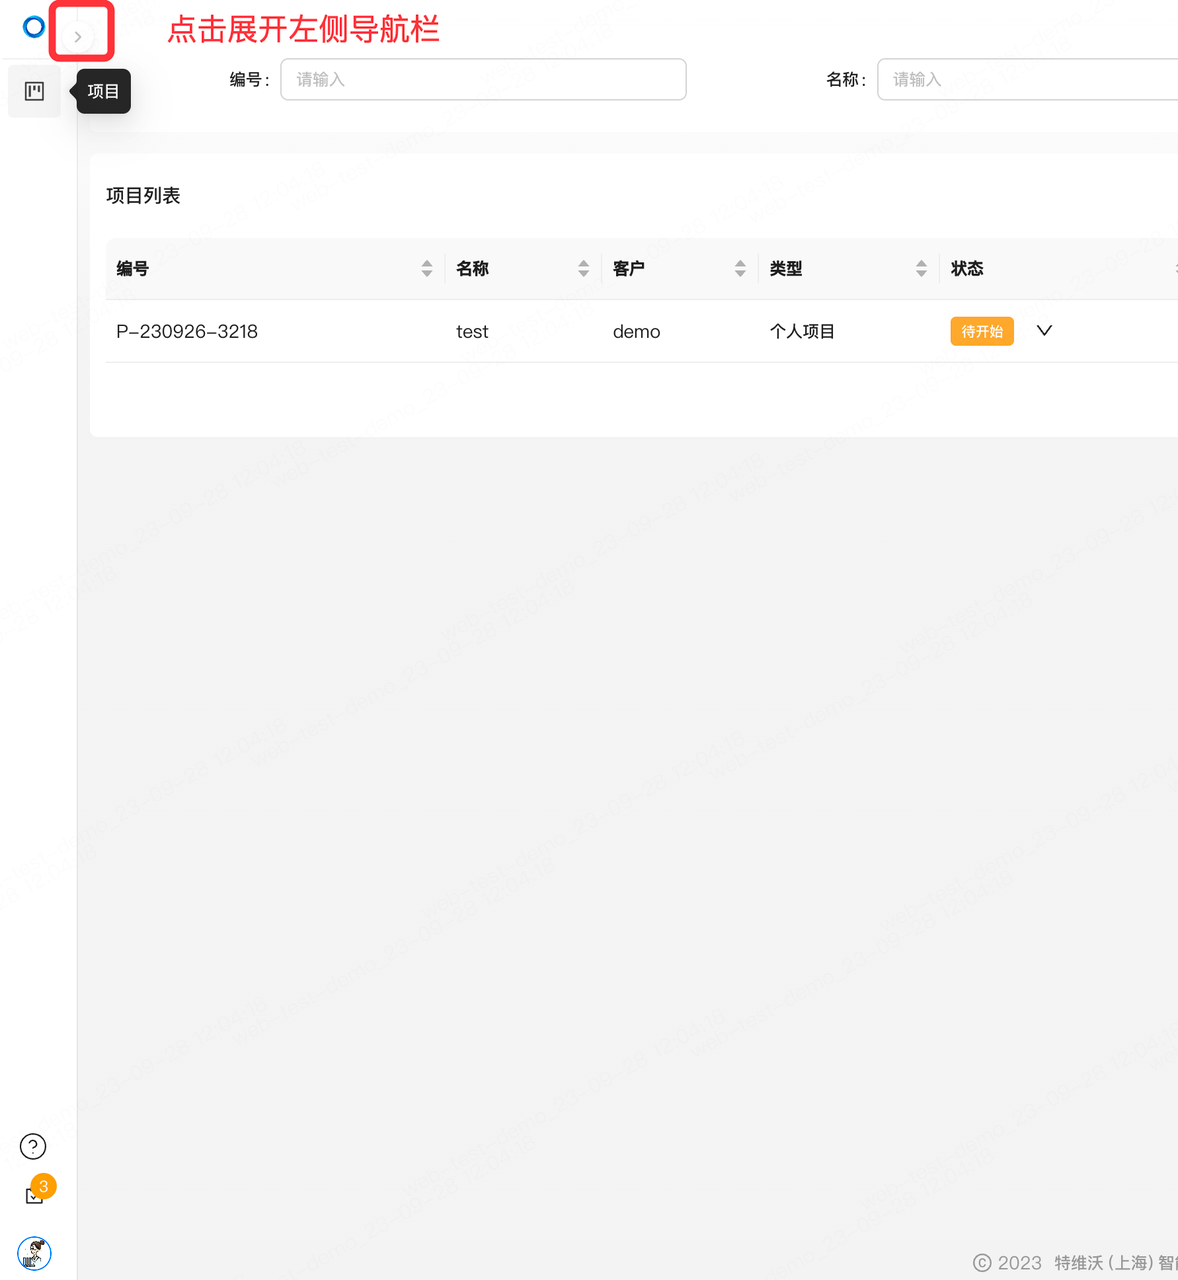 点击展开左侧导航栏
项目
编号: 请输入 名称: 请输入
项目列表
编号 名称 客户 类型 状态
P-230926-3218 test demo 个人项目 待开始
3
© 2023 特维沃 (上海) 智